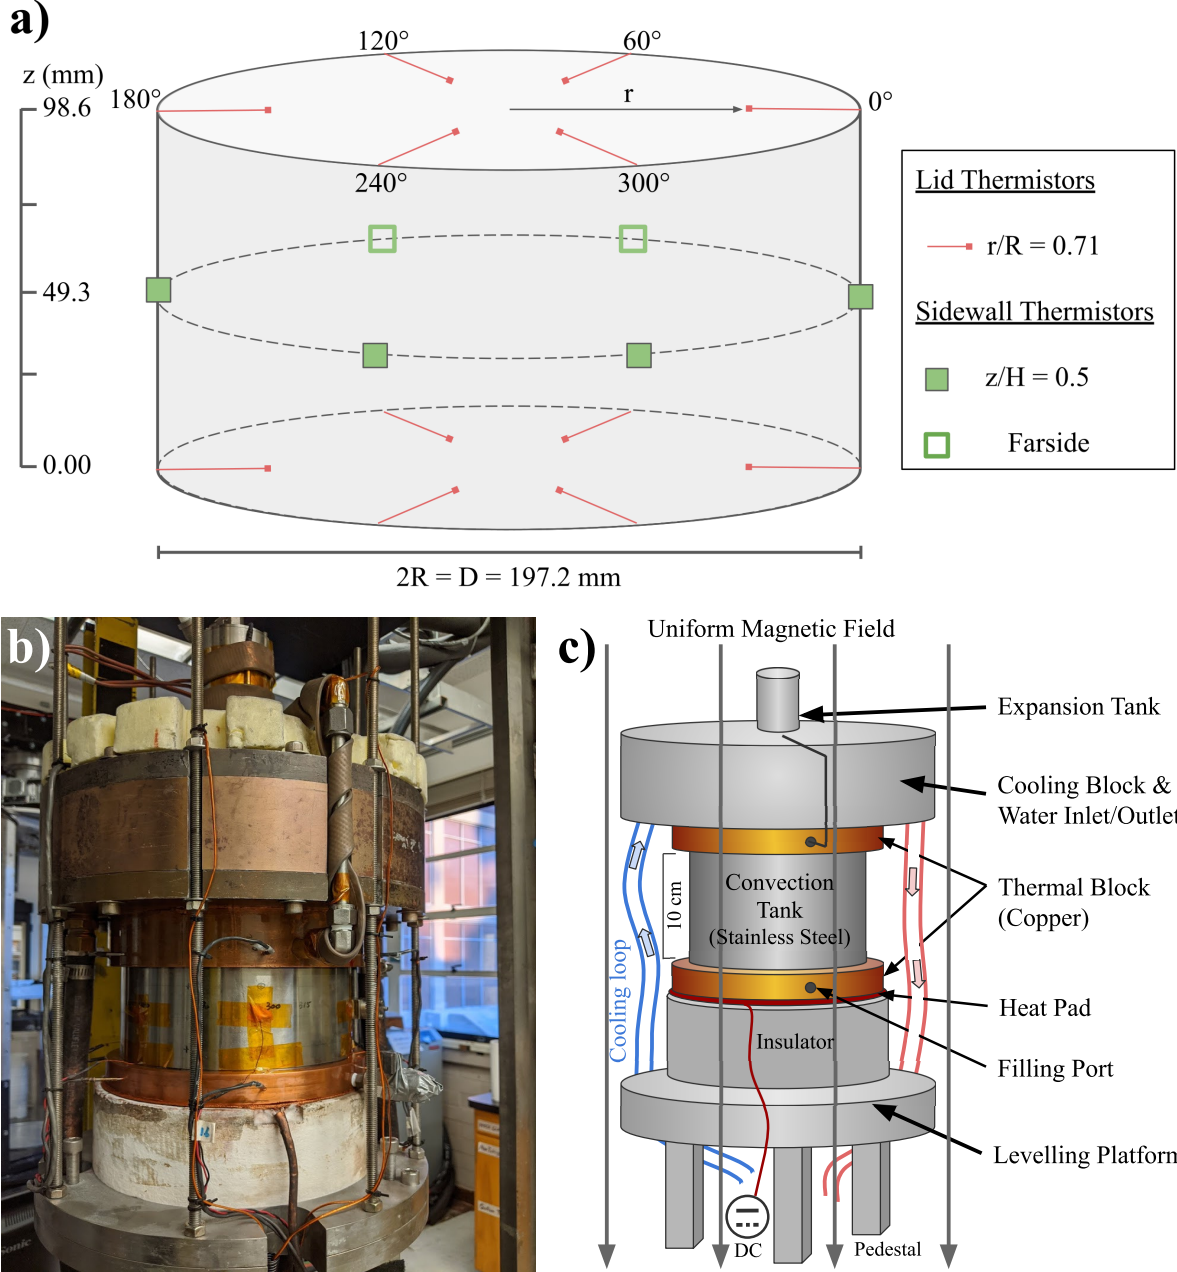 a)
z (mm)
98.6
49.3
0.00
120°
60°
180°
r
0°
240°
300°
2R = D = 197.2 mm
Lid Thermistors
r/R = 0.71
Sidewall Thermistors
z/H = 0.5
Farside
b)
300
315
c)
Uniform Magnetic Field
Expansion Tank
Cooling Block &
Water Inlet/Outlet
Thermal Block
(Copper)
Convection
Tank
(Stainless Steel)
10 cm
Cooling loop
Heat Pad
Insulator
Filling Port
Levelling Platform
DC
Pedestal